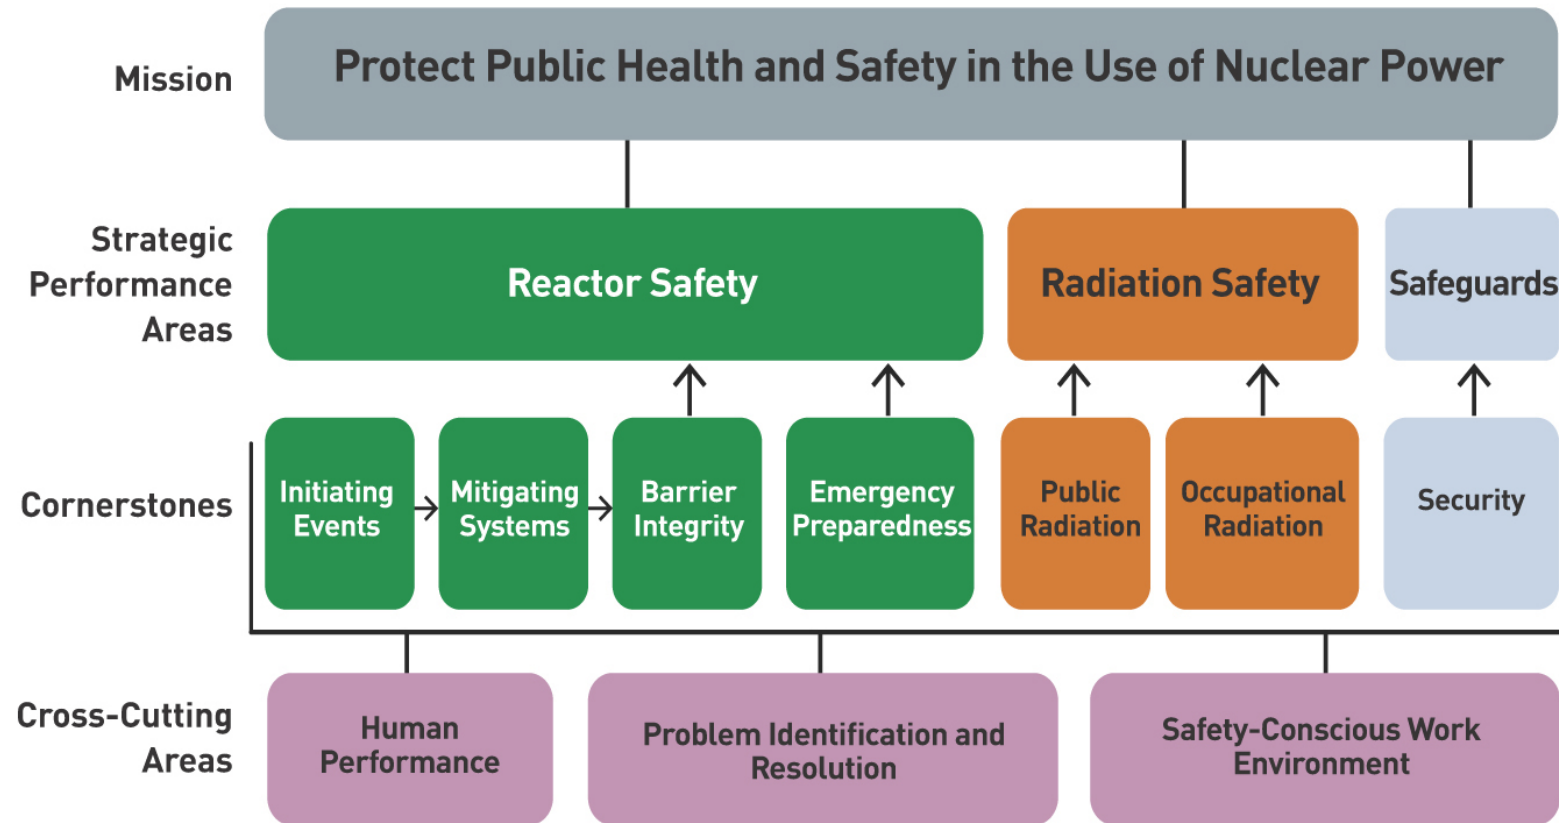 Mission
Protect Public Health and Safety in the Use of Nuclear Power
Strategic
Performance
Areas
Reactor Safety
Radiation Safety
Safeguards
Cornerstones
Initiating
Events
Mitigating
Systems
Barrier
Integrity
Emergency
Preparedness
Public
Radiation
Occupational
Radiation
Security
Cross-Cutting
Areas
Human
Performance
Problem Identification and
Resolution
Safety-Conscious Work
Environment